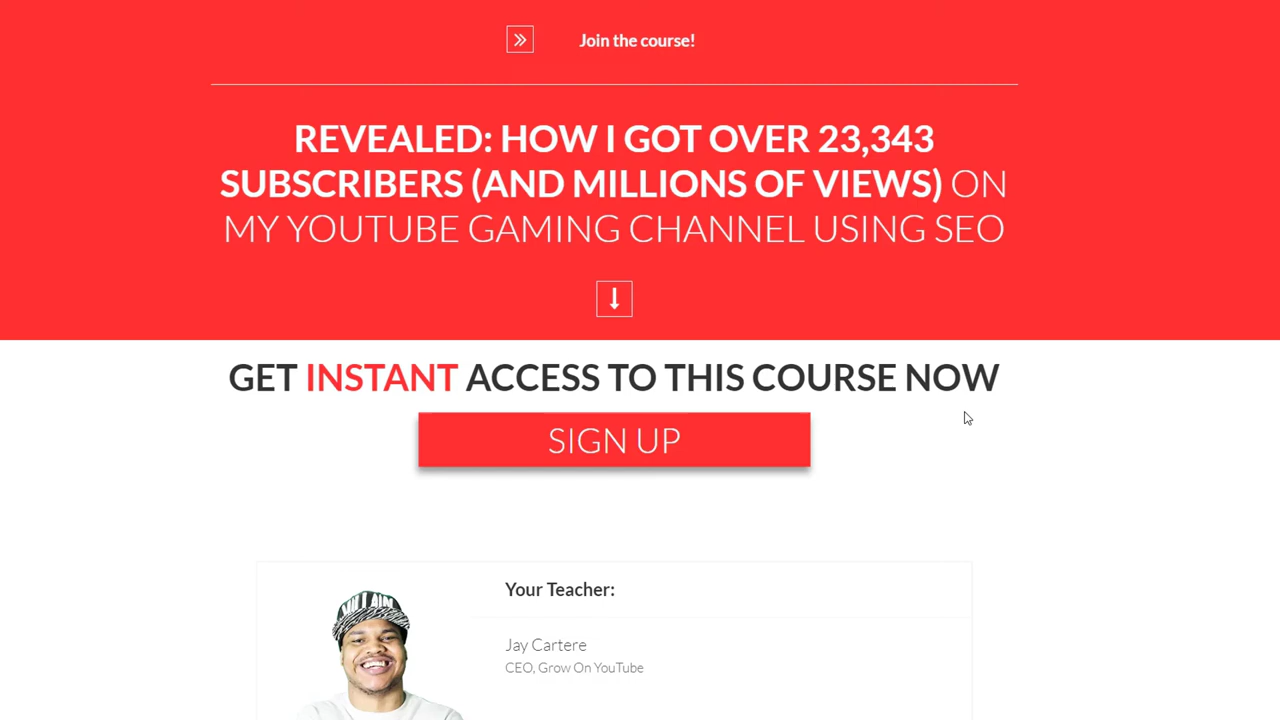 Join the course!
REVEALED: HOW I GOT OVER 23,343
SUBSCRIBERS (AND MILLIONS OF VIEWS) ON
MY YOUTUBE GAMING CHANNEL USING SEO
GET INSTANT ACCESS TO THIS COURSE NOW
SIGN UP
Your Teacher:
Jay Cartere
CEO, Grow On YouTube